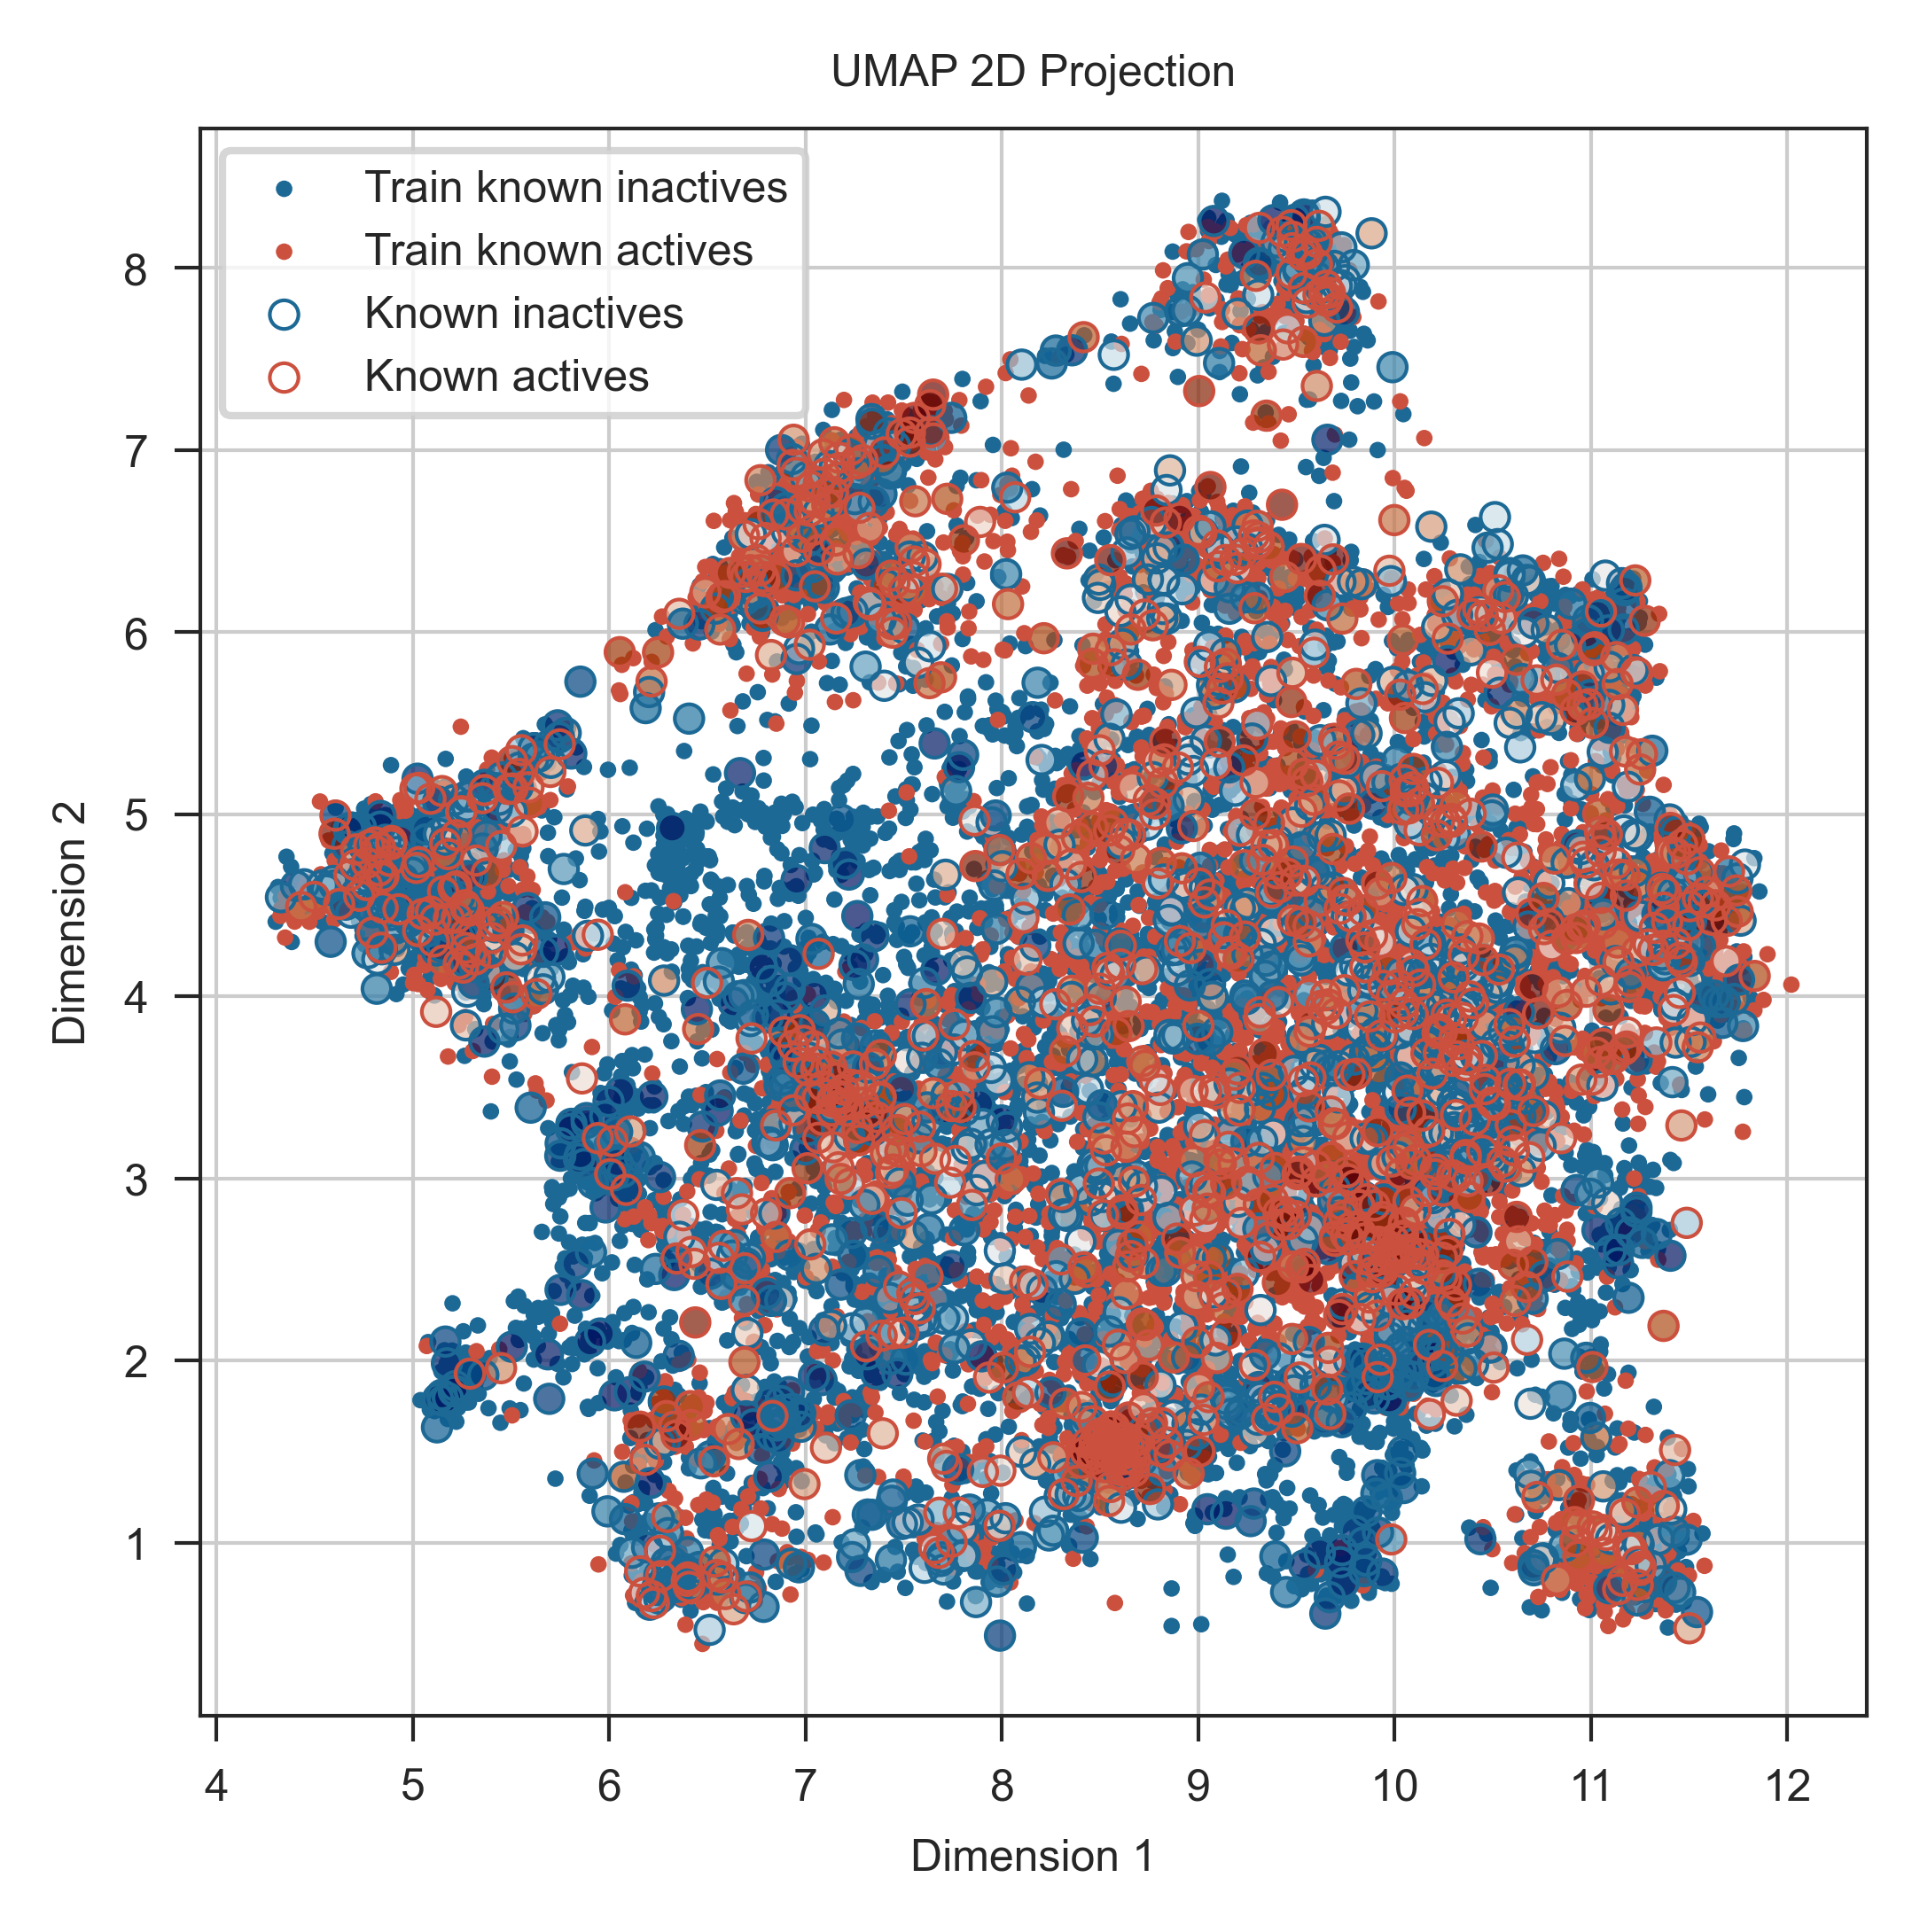 UMAP 2D Projection
Train known inactives
Train known actives
Known inactives
Known actives
8
7
6
5
4
3
2
1
Dimension 2
4 5 6 7 8 9 10 11 12
Dimension 1